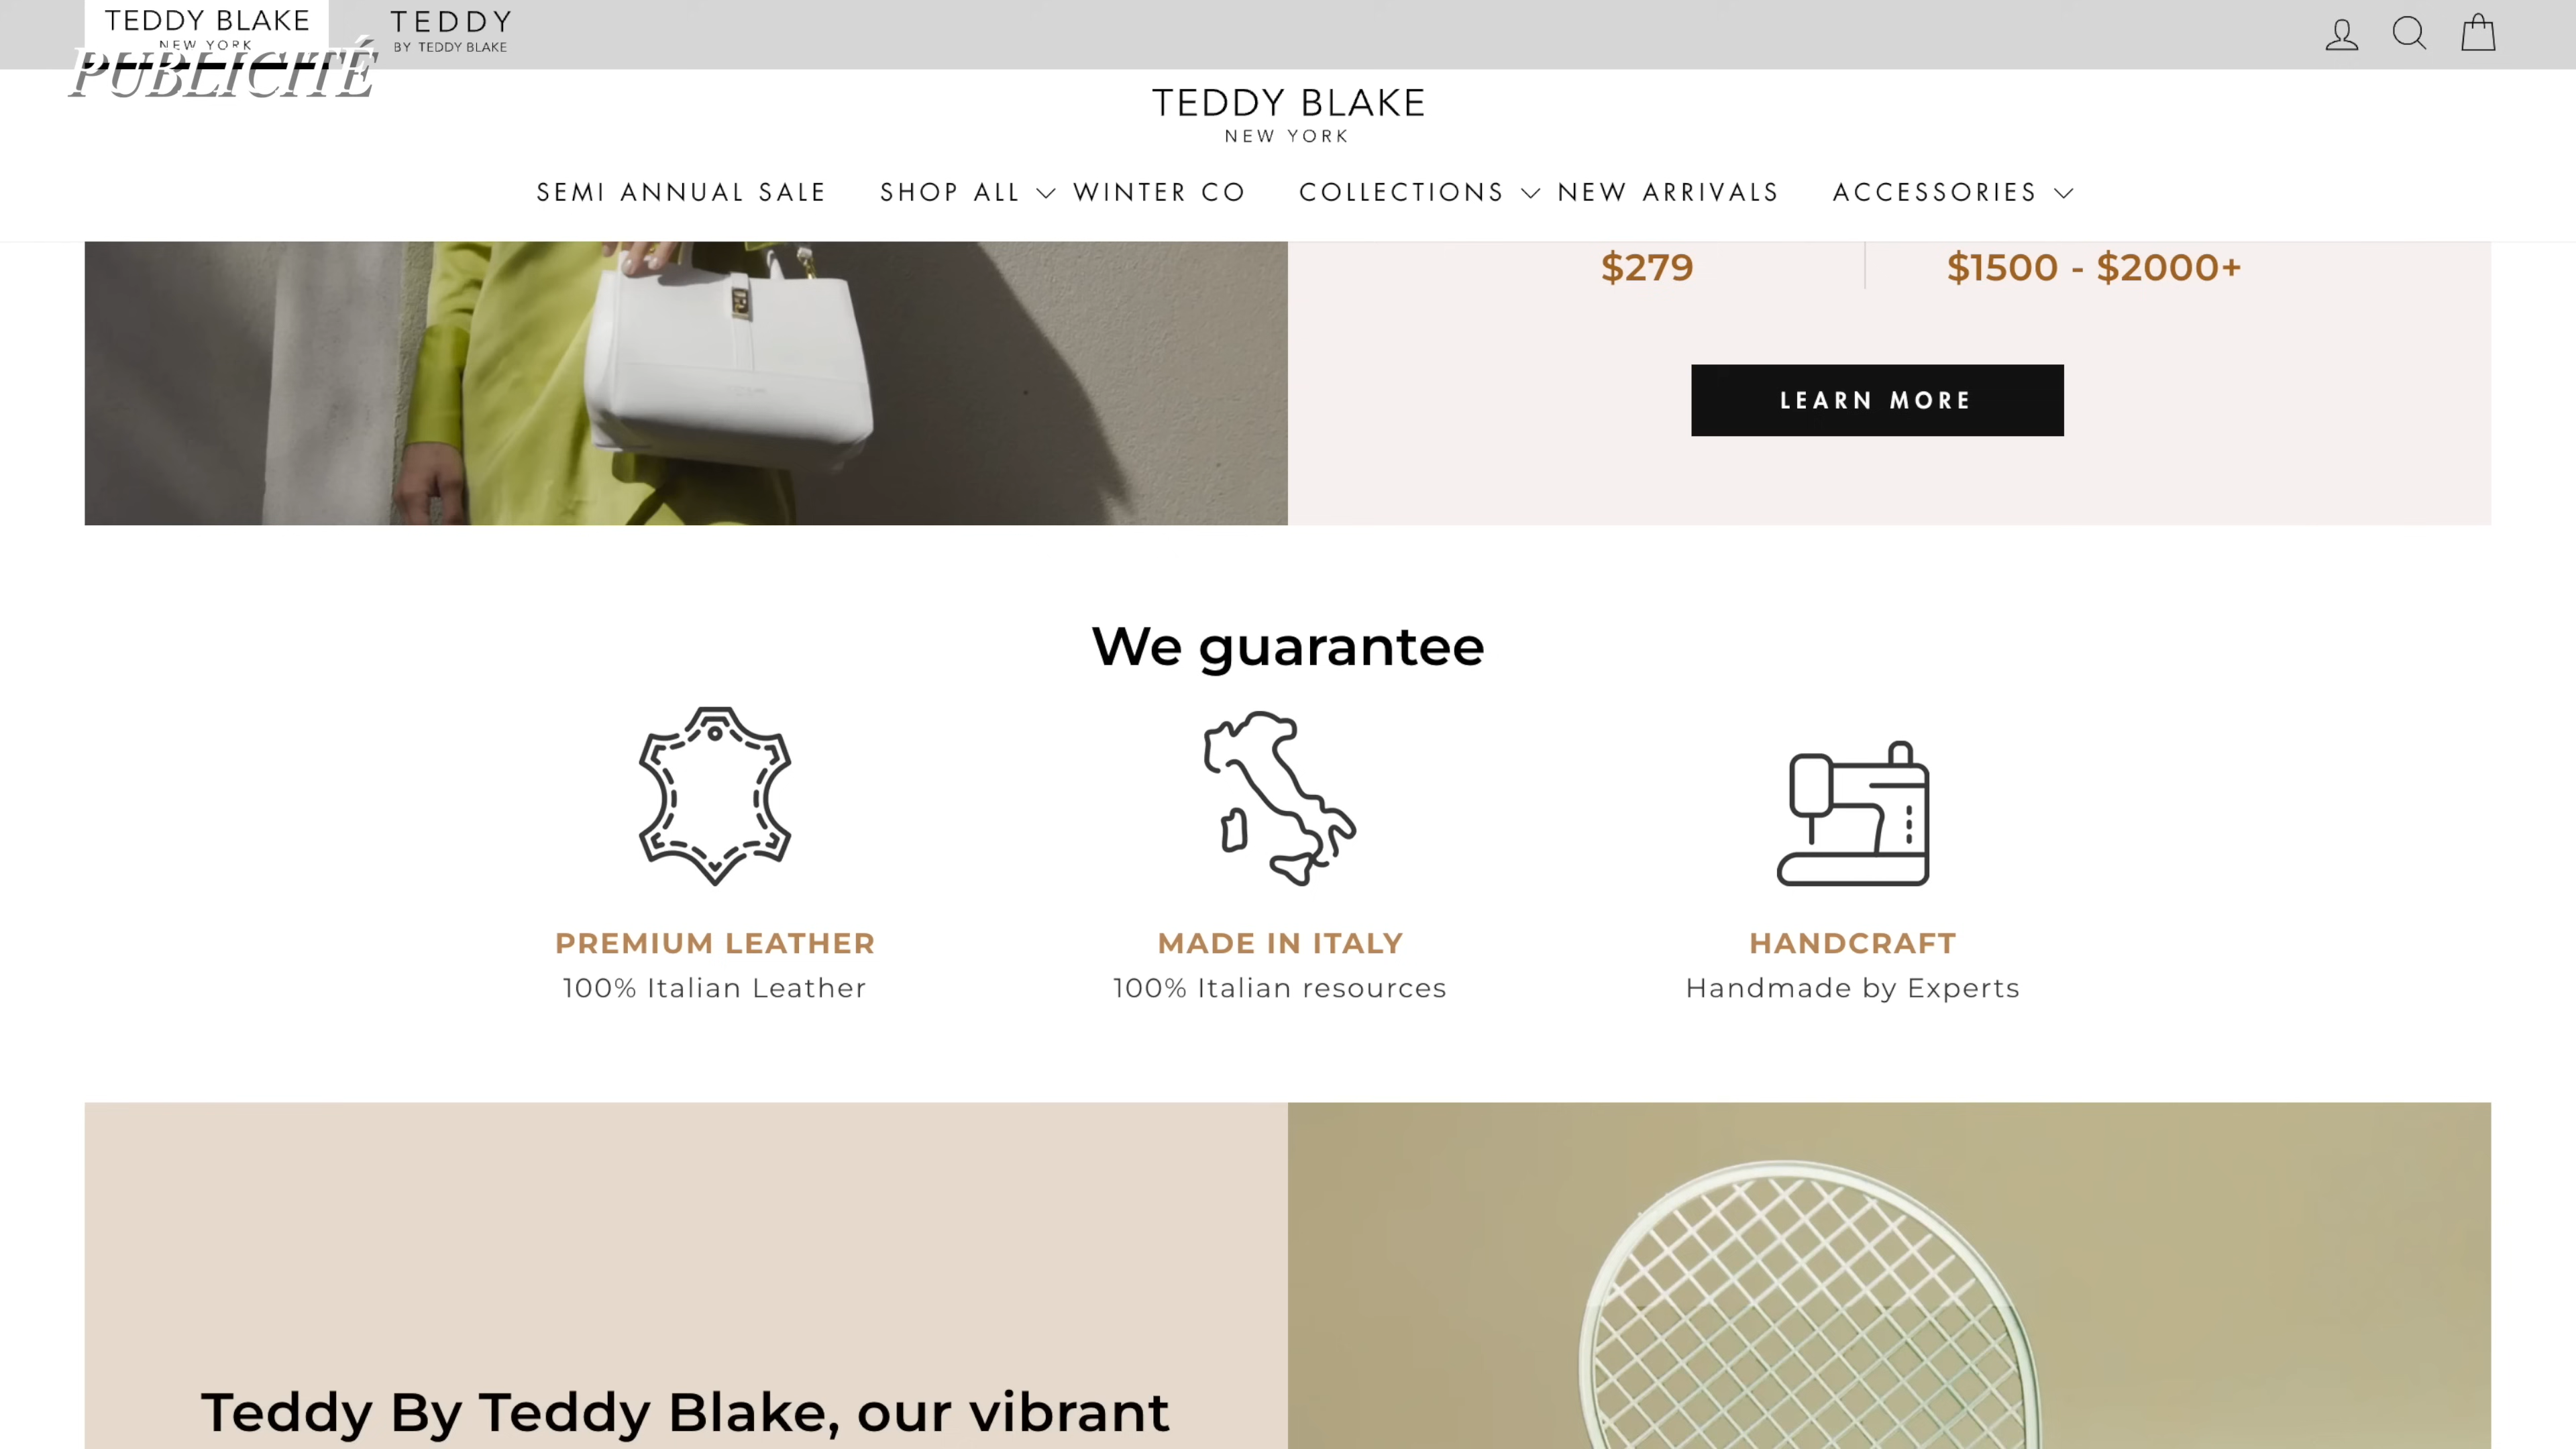 TEDDY BLAKE
NEW YORK
TEDDY
BY TEDDY BLAKE
PUBLICITÉ
TEDDY BLAKE
NEW YORK
SEMI ANNUAL SALE SHOP ALL WINTER CO COLLECTIONS NEW ARRIVALS ACCESSORIES
$279 $1500 - $2000+
LEARN MORE
We guarantee
PREMIUM LEATHER
100% Italian Leather
MADE IN ITALY
100% Italian resources
HANDCRAFT
Handmade by Experts
Teddy By Teddy Blake, our vibrant